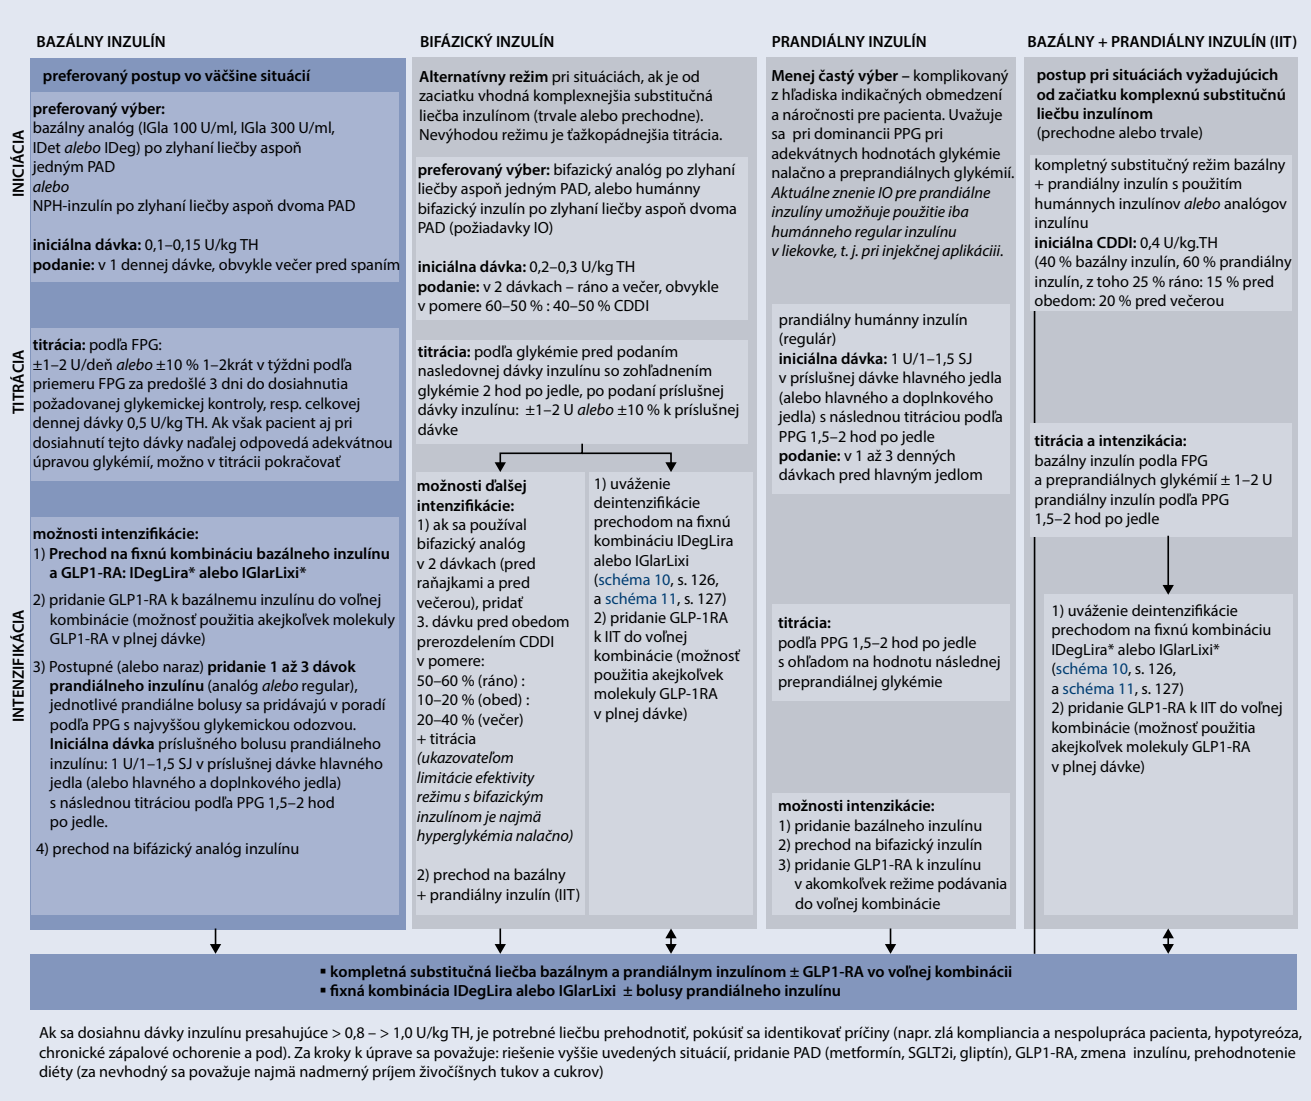 BAZÁLNY INZULÍN
preferovaný postup vo väčšine situácií
INICIÁCIA
preferovaný výber:
bazálny analóg (IGla 100 U/ml, IGla 300 U/ml,
IDet alebo IDeg) po zlyhaní liečby aspoň
jedným PAD
alebo
NPH-inzulín po zlyhaní liečby aspoň dvoma PAD
iniciálna dávka: 0,1–0,15 U/kg TH
podanie: v 1 dennej dávke, obvykle večer pred spaním
TITRÁCIA
titrácia: podľa FPG:
±1–2 U/deň alebo ±10 % 1–2krát v týždni podľa
priemeru FPG za predošlé 3 dni do dosiahnutia
požadovanej glykemickej kontroly, resp. celkovej
dennej dávky 0,5 U/kg TH. Ak však pacient aj pri
dosiahnutí tejto dávky naďalej odpovedá adekvátnou
úpravou glykémií, možno v titrácii pokračovať
INTENZIFIKÁCIA
možnosti intenzifikácie:
1) Prechod na fixnú kombináciu bazálneho inzulínu
a GLP1-RA: IDegLira* alebo IGlarLixi*
2) pridanie GLP1-RA k bazálnemu inzulínu do voľnej
kombinácie (možnosť použitia akejkoľvek molekuly
GLP1-RA v plnej dávke)
3) Postupné (alebo naraz) pridanie 1 až 3 dávok
prandiálneho inzulínu (analóg alebo regular),
jednotlivé prandiálne bolusy sa pridávajú v poradí
podľa PPG s najvyššou glykemickou odozvou.
Iniciálna dávka príslušného bolusu prandiálneho
inzulínu: 1 U/1–1,5 SJ v príslušnej dávke hlavného
jedla (alebo hlavného a doplnkového jedla)
s následnou titráciou podľa PPG 1,5–2 hod
po jedle.
4) prechod na bifázický analóg inzulínu
BIFÁZICKÝ INZULÍN
Alternatívny režim pri situáciách, ak je od
zaciatku vhodná komplexnejšia substitučná
liečba inzulínom (trvale alebo prechodne).
Nevýhodou režimu je ťažkopádnejšia titrácia.
preferovaný výber: bifazický analóg po zlyhaní
liečby aspoň jedným PAD, alebo humánny
bifazický inzulín po zlyhaní liečby aspoň dvoma
PAD (požiadavky IO)
iniciálna dávka: 0,2–0,3 U/kg TH
podanie: v 2 dávkach – ráno a večer, obvykle
v pomere 60–50 % : 40–50 % CDDI
titrácia: podľa glykémie pred podaním
nasledovnej dávky inzulínu so zohľadnením
glykémie 2 hod po jedle, po podaní príslušnej
dávky inzulínu:  ±1–2 U alebo ±10 % k príslušnej
dávke
možnosti ďalšej
intenzifikácie:
1) ak sa používal
bifazický analóg
v 2 dávkach (pred
raňajkami a pred
večerou), pridať
3. dávku pred obedom
prerozdelením CDDI
v pomere:
50–60 % (ráno) :
10–20 % (obed) :
20–40 % (večer)
+ titrácia
(ukazovateľom
limitácie efektivity
režimu s bifazickým
inzulínom je najmä
hyperglykémia nalačno)
2) prechod na bazálny
+ prandiálny inzulín (IIT)
1) uváženie
deintenzifikácie
prechodom na fixnú
kombináciu IDegLira
alebo IGlarLixi
(schéma 10, s. 126,
a schéma 11, s. 127)
2) pridanie GLP-1RA
k IIT do voľnej
kombinácie (možnosť
použitia akejkoľvek
molekuly GLP-1RA
v plnej dávke)
PRANDIÁLNY INZULÍN
Menej častý výber – komplikovaný
z hľadiska indikačných obmedzení
a náročnosti pre pacienta. Uvažuje
sa  pri dominancii PPG pri
adekvátnych hodnotách glykémie
nalačno a preprandiálnych glykémií.
Aktuálne znenie IO pre prandiálne
inzulíny umožňuje použitie iba
humánneho regular inzulínu
v liekovke, t. j. pri injekčnej aplikáciii.
prandiálny humánny inzulín
(regulár)
iniciálna dávka: 1 U/1–1,5 SJ
v príslušnej dávke hlavného jedla
(alebo hlavného a doplnkového
jedla) s následnou titráciou podľa
PPG 1,5–2 hod po jedle
podanie: v 1 až 3 denných
dávkach pred hlavným jedlom
titrácia:
podľa PPG 1,5–2 hod po jedle
s ohľadom na hodnotu následnej
preprandiálnej glykémie
možnosti intenzikácie:
1) pridanie bazálneho inzulínu
2) prechod na bifazický inzulín
3) pridanie GLP1-RA k inzulínu
v akomkoľvek režime podávania
do voľnej kombinácie
BAZÁLNY + PRANDIÁLNY INZULÍN (IIT)
postup pri situáciách vyžadujúcich
od začiatku komplexnú substitučnú
liečbu inzulínom
(prechodne alebo trvale)
kompletný substitučný režim bazálny
+ prandiálny inzulín s použitím
humánnych inzulínov alebo analógov
inzulínu
iniciálna CDDI: 0,4 U/kg.TH
(40 % bazálny inzulín, 60 % prandiálny
inzulín, z toho 25 % ráno: 15 % pred
obedom: 20 % pred večerou
titrácia a intenzikácia:
bazálny inzulín podla FPG
a preprandiálnych glykémií ± 1–2 U
prandiálny inzulín podľa PPG
1,5–2 hod po jedle
1) uváženie deintenzifikácie
prechodom na fixnú kombináciu
IDegLira* alebo IGlarLixi*
(schéma 10, s. 126,
a schéma 11, s. 127)
2) pridanie GLP1-RA k IIT do voľnej
kombinácie (možnosť použitia
akejkoľvek molekuly GLP1-RA
v plnej dávke)
▪ kompletná substitučná liečba bazálnym a prandiálnym inzulínom ± GLP1-RA vo voľnej kombinácii
▪ fixná kombinácia IDegLira alebo IGlarLixi  ± bolusy prandiálneho inzulínu
Ak sa dosiahnu dávky inzulínu presahujúce > 0,8 – > 1,0 U/kg TH, je potrebné liečbu prehodnotiť, pokúsiť sa identikovať príčiny (napr. zlá kompliancia a nespolupráca pacienta, hypotyreóza,
chronické zápalové ochorenie a pod). Za kroky k úprave sa považuje: riešenie vyššie uvedených situácií, pridanie PAD (metformín, SGLT2i, gliptín), GLP1-RA, zmena  inzulínu, prehodnotenie
diéty (za nevhodný sa považuje najmä nadmerný príjem živočíšnych tukov a cukrov)